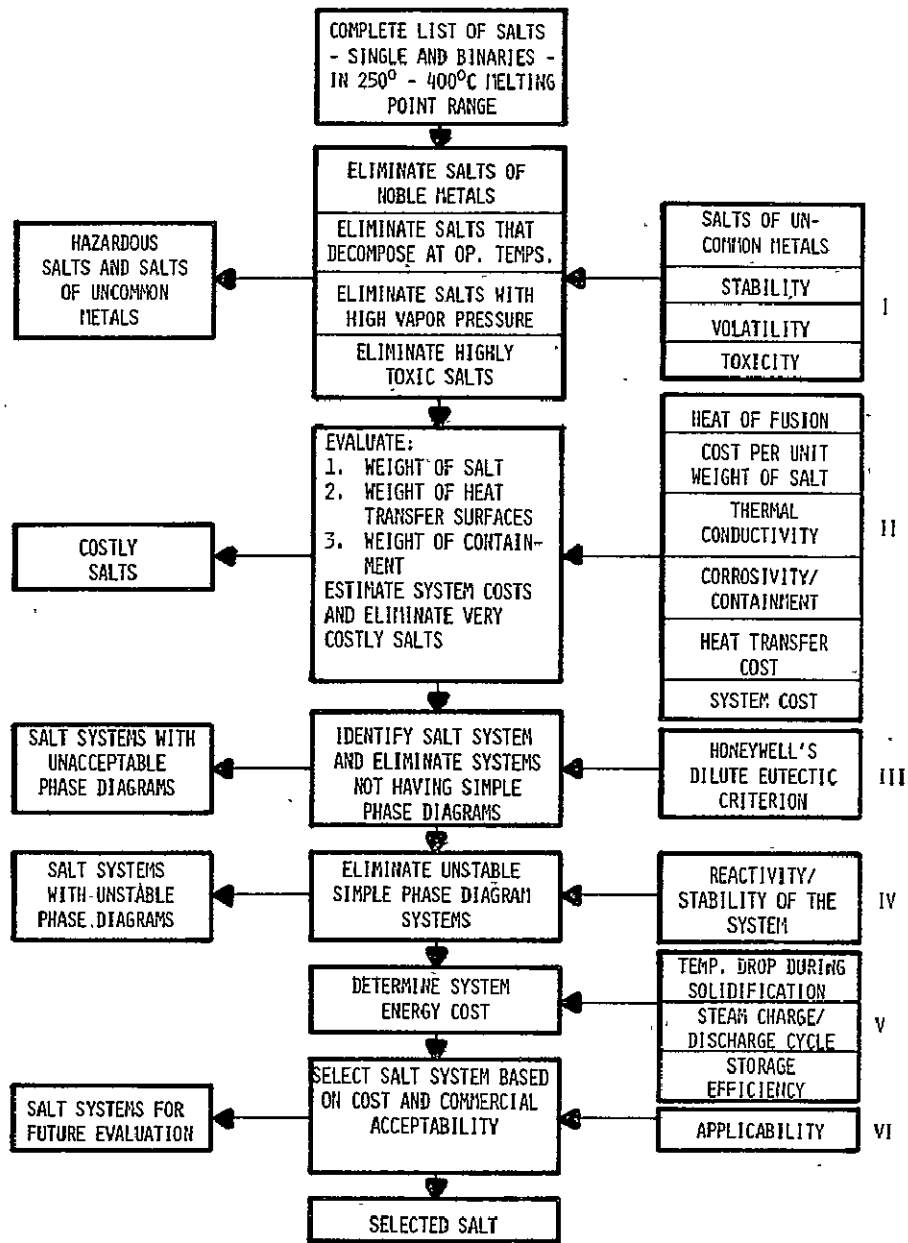 COMPLETE LIST OF SALTS
- SINGLE AND BINARIES -
IN 250⁰ - 400⁰C MELTING
POINT RANGE
ELIMINATE SALTS OF
NOBLE METALS
ELIMINATE SALTS THAT
DECOMPOSE AT OP. TEMPS.
ELIMINATE SALTS WITH
HIGH VAPOR PRESSURE
ELIMINATE HIGHLY
TOXIC SALTS
HAZARDOUS
SALTS AND SALTS
OF UNCOMMON
METALS
SALTS OF UN-
COMMON METALS
STABILITY
VOLATILITY
TOXICITY
I
EVALUATE:
1. WEIGHT OF SALT
2. WEIGHT OF HEAT
TRANSFER SURFACES
3. WEIGHT OF CONTAIN-
MENT
ESTIMATE SYSTEM COSTS
AND ELIMINATE VERY
COSTLY SALTS
COSTLY
SALTS
HEAT OF FUSION
COST PER UNIT
WEIGHT OF SALT
THERMAL
CONDUCTIVITY
CORROSIVITY/
CONTAINMENT
HEAT TRANSFER
COST
SYSTEM COST
II
SALT SYSTEMS WITH
UNACCEPTABLE
PHASE DIAGRAMS
IDENTIFY SALT SYSTEM
AND ELIMINATE SYSTEMS
NOT HAVING SIMPLE
PHASE DIAGRAMS
HONEYWELL'S
DILUTE EUTECTIC
CRITERION
III
SALT SYSTEMS
WITH UNSTABLE
PHASE DIAGRAMS
ELIMINATE UNSTABLE
SIMPLE PHASE DIAGRAM
SYSTEMS
REACTIVITY/
STABILITY OF THE
SYSTEM
IV
DETERMINE SYSTEM
ENERGY COST
TEMP. DROP DURING
SOLIDIFICATION
STEAM CHARGE/
DISCHARGE CYCLE
STORAGE
EFFICIENCY
V
SALT SYSTEMS FOR
FUTURE EVALUATION
SELECT SALT SYSTEM BASED
ON COST AND COMMERCIAL
ACCEPTABILITY
APPLICABILITY
VI
SELECTED SALT